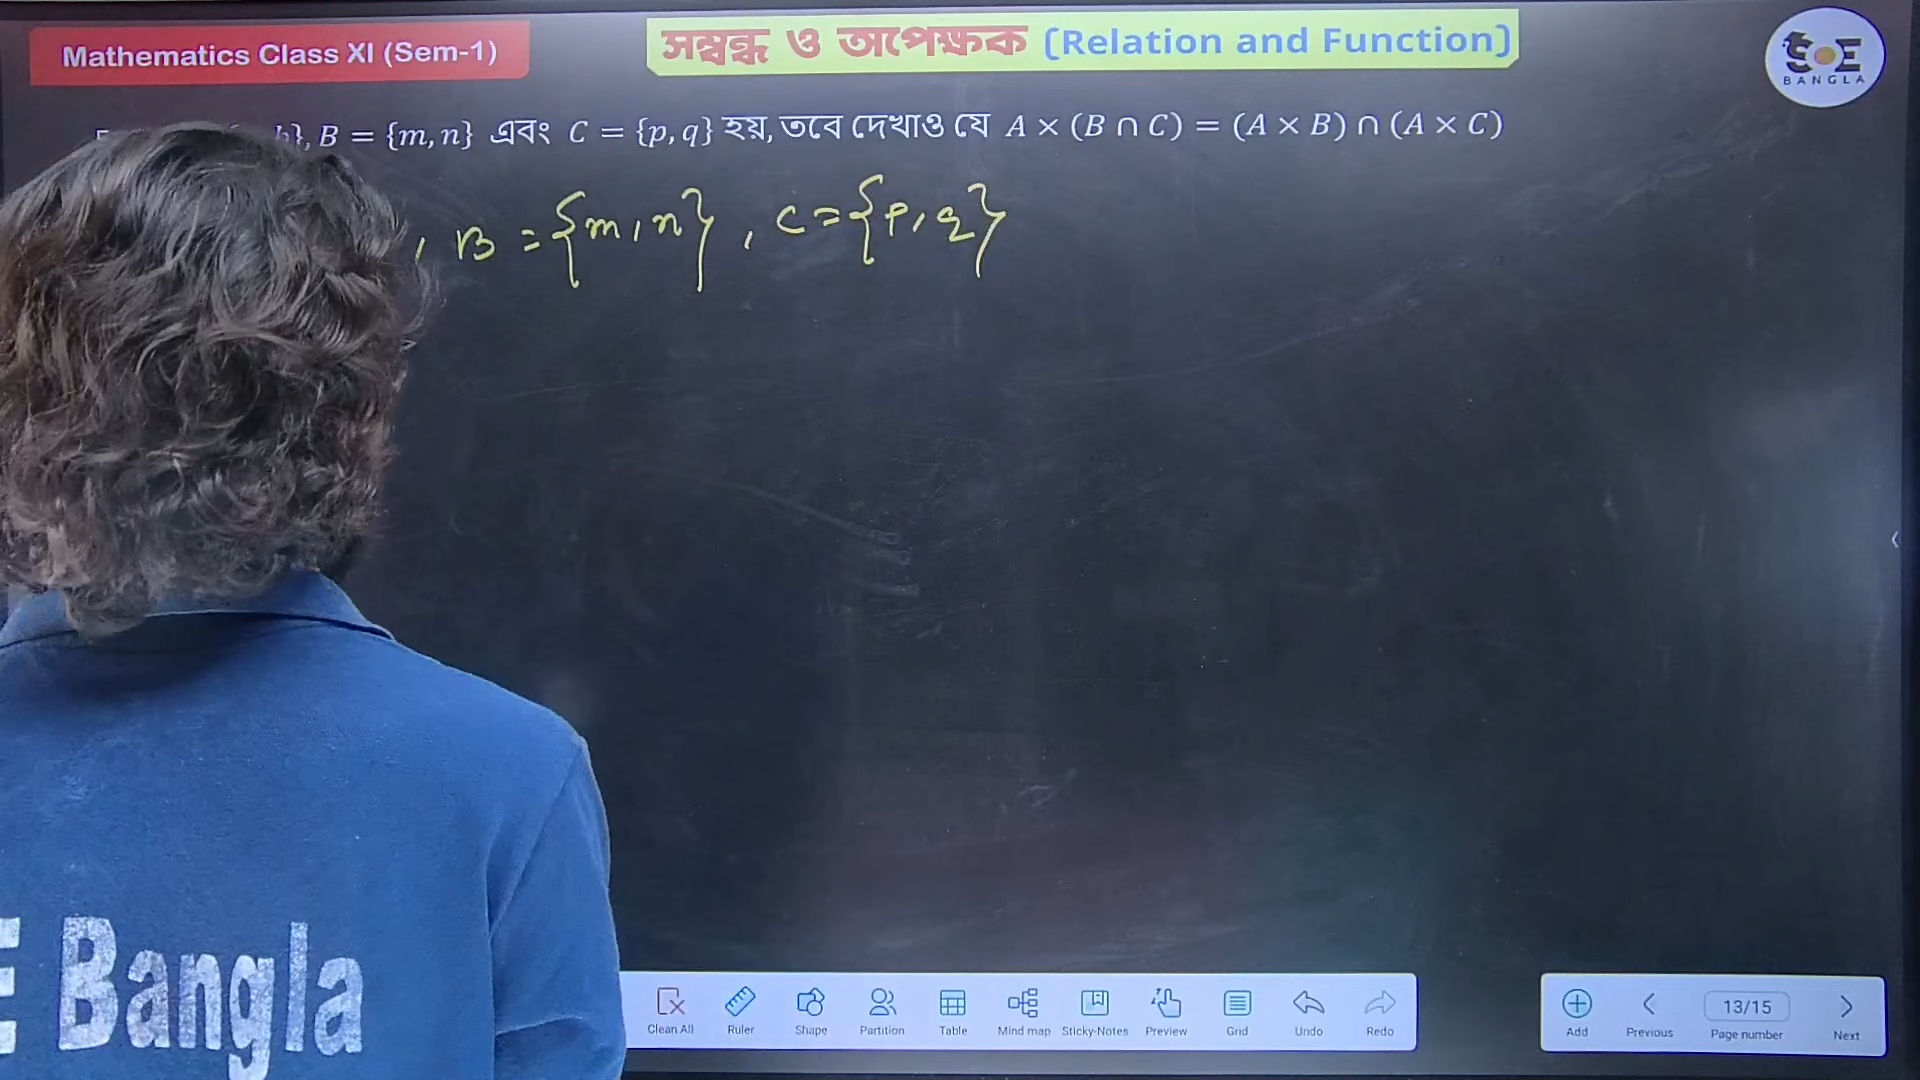 Mathematics Class XI (Sem-1)
সম্বন্ধ ও অপেক্ষক (Relation and Function)
SOE
BANGLA
}, B = {m, n} এবং C = {p, q} হয়, তবে দেখাও যে A × (B ∩ C) = (A × B) ∩ (A × C)
, B = {m, n}, C = {p, q}
E Bangla
Clean All
Ruler
Shape
Partition
Table
Mind map
Sticky-Notes
Preview
Grid
Undo
Redo
Add
Previous
13/15
Page number
Next